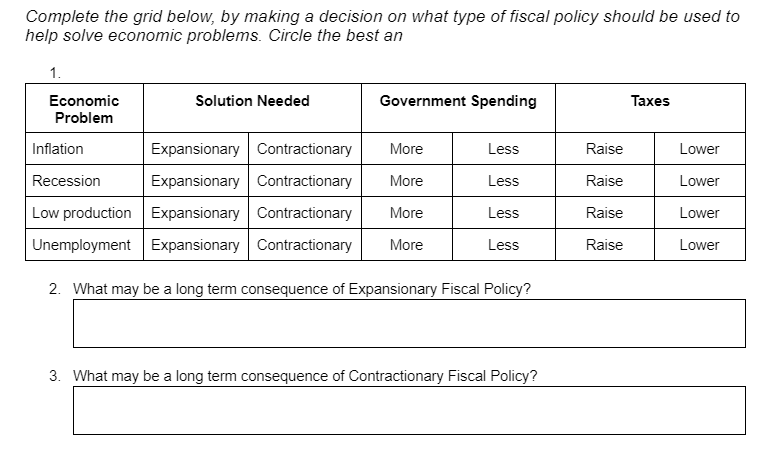 Complete the grid below, by making a decision on what type of fiscal policy should be used to
help solve economic problems. Circle the best an
1.
Economic Problem Solution Needed Government Spending Taxes
Inflation Expansionary Contractionary More Less Raise Lower
Recession Expansionary Contractionary More Less Raise Lower
Low production Expansionary Contractionary More Less Raise Lower
Unemployment Expansionary Contractionary More Less Raise Lower
2. What may be a long term consequence of Expansionary Fiscal Policy?
3. What may be a long term consequence of Contractionary Fiscal Policy?